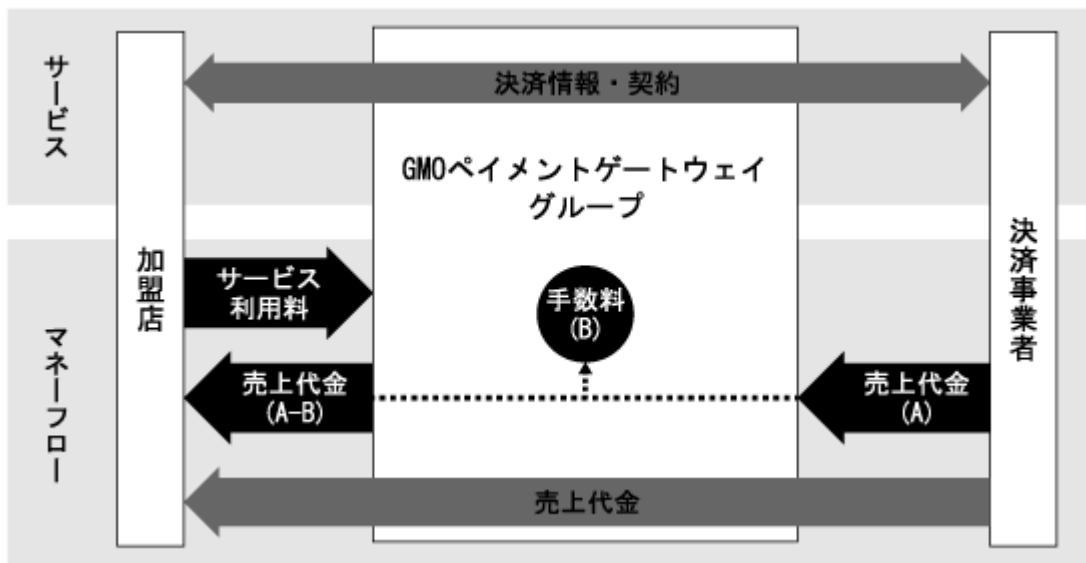 サービス
決済情報・契約
GMOペイメントゲートウェイ
グループ
加盟店
決済事業者
マネーフロー
サービス
利用料
手数料
(B)
売上代金
(A-B)
売上代金
(A)
売上代金